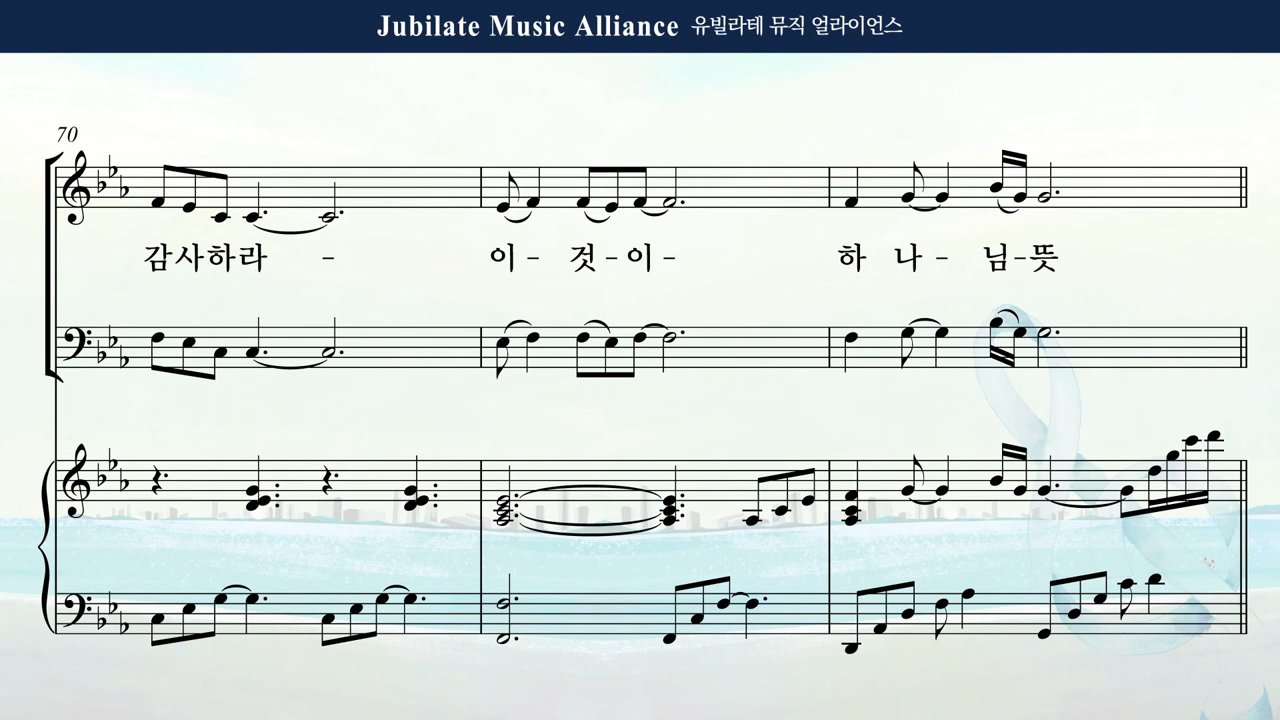 Jubilate Music Alliance 유빌라테 뮤직 얼라이언스
70
감사하라 - 이 - 것 - 이 - 하 나 - 님 - 뜻